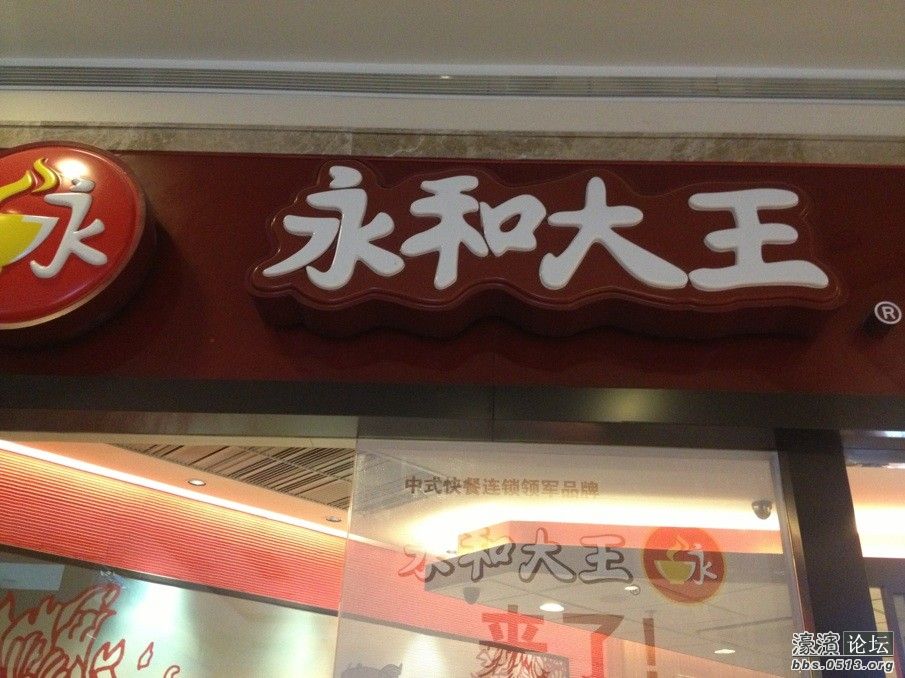 永
永和大王
®
中式快餐连锁领军品牌
永和大王 永
来了!
濠滨论坛
bbs.0513.org